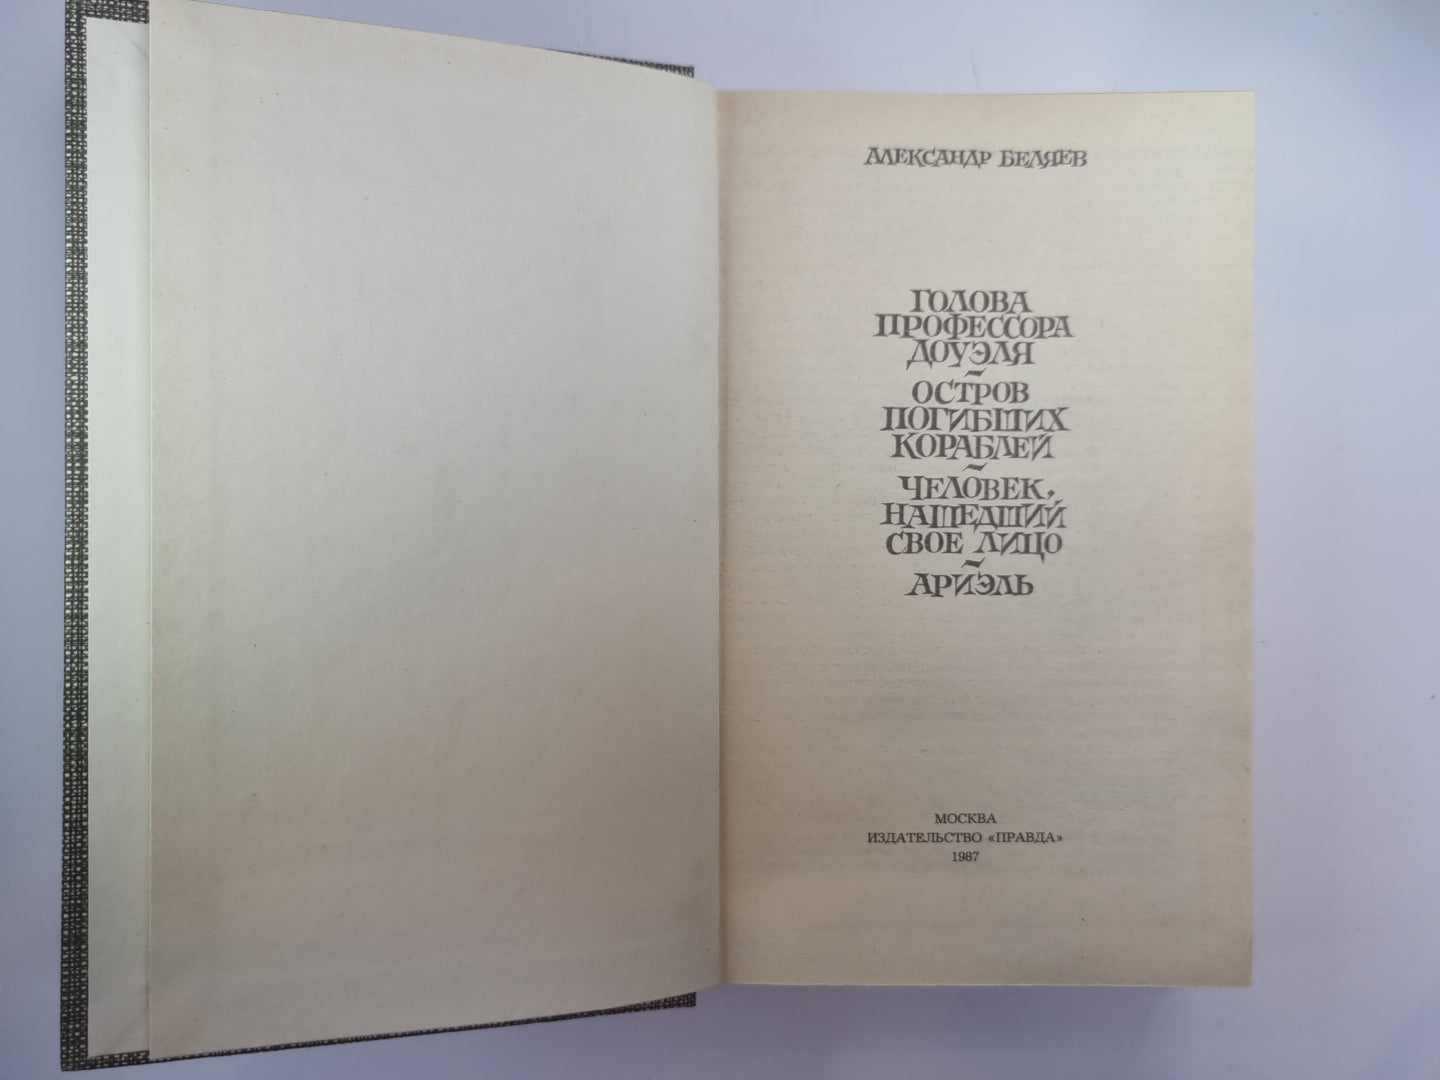 АЛЕКСАНДР БЕЛЯЕВ
ГОЛОВА
ПРОФЕССОРА
ДОУЭЛЯ
~
ОСТРОВ
ПОГИБШИХ
КОРАБЛЕЙ
~
ЧЕЛОВЕК,
НАШЕДШИЙ
СВОЕ ЛИЦО
~
АРИЭЛЬ
МОСКВА
ИЗДАТЕЛЬСТВО «ПРАВДА»
1987